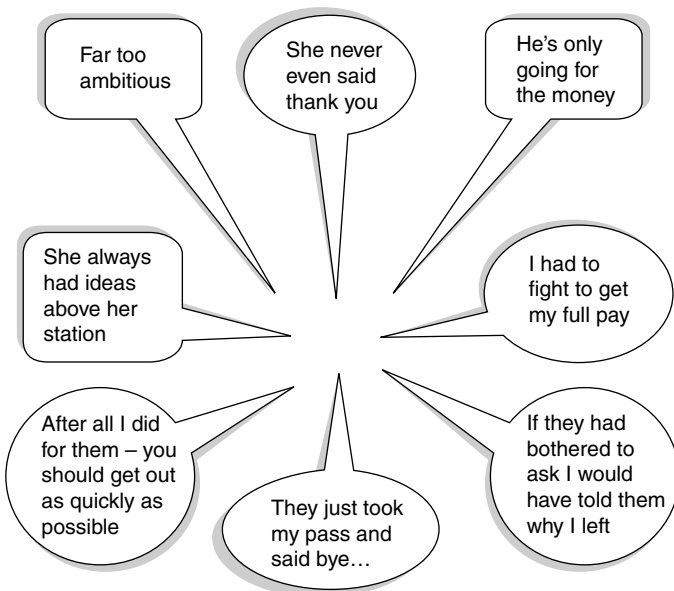 Far too
ambitious
She never
even said
thank you
He’s only
going for
the money
She always
had ideas
above her
station
I had to
fight to get
my full pay
After all I did
for them – you
should get out
as quickly as
possible
They just took
my pass and
said bye…
If they had
bothered to
ask I would
have told them
why I left